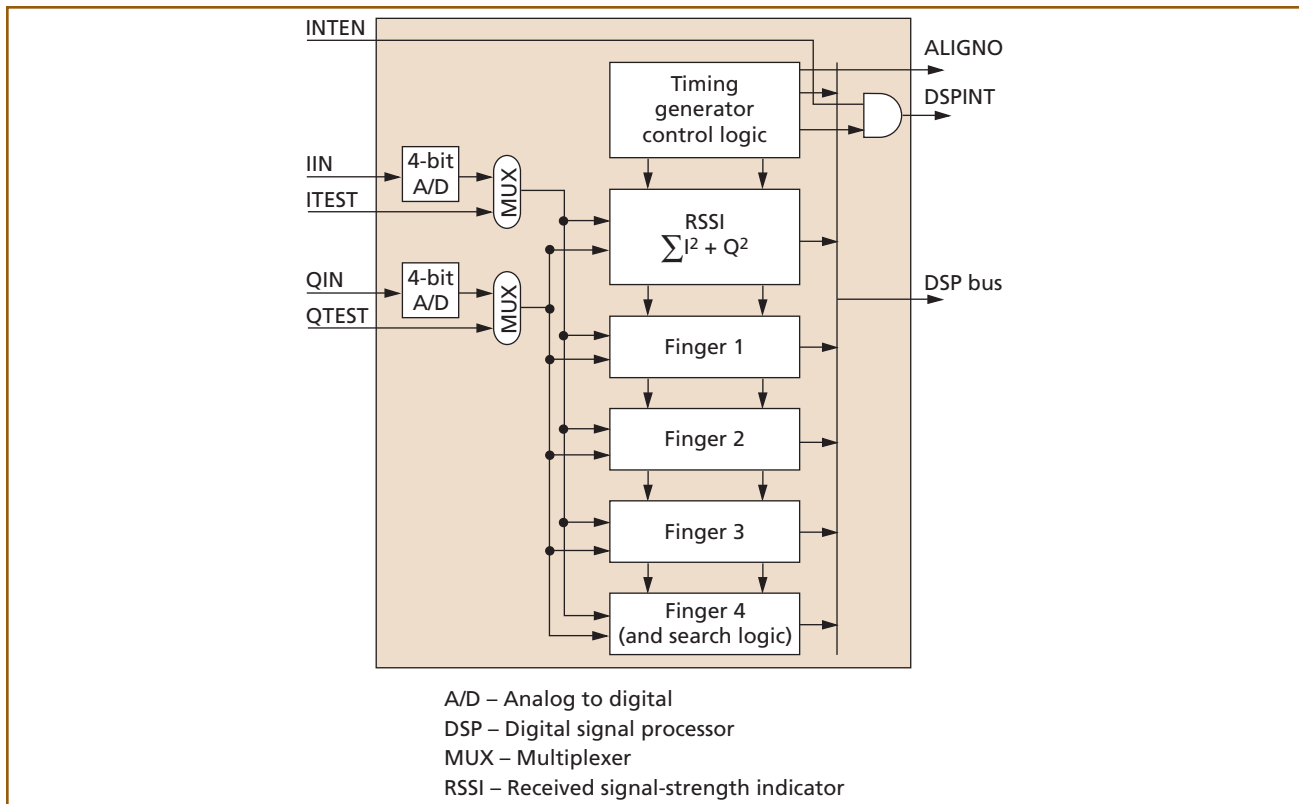 INTEN
ALIGNO
Timing
generator
control logic
DSPINT
IIN
4-bit
A/D
MUX
ITEST
RSSI
∑I² + Q²
QIN
4-bit
A/D
MUX
QTEST
DSP bus
Finger 1
Finger 2
Finger 3
Finger 4
(and search logic)
A/D – Analog to digital
DSP – Digital signal processor
MUX – Multiplexer
RSSI – Received signal-strength indicator